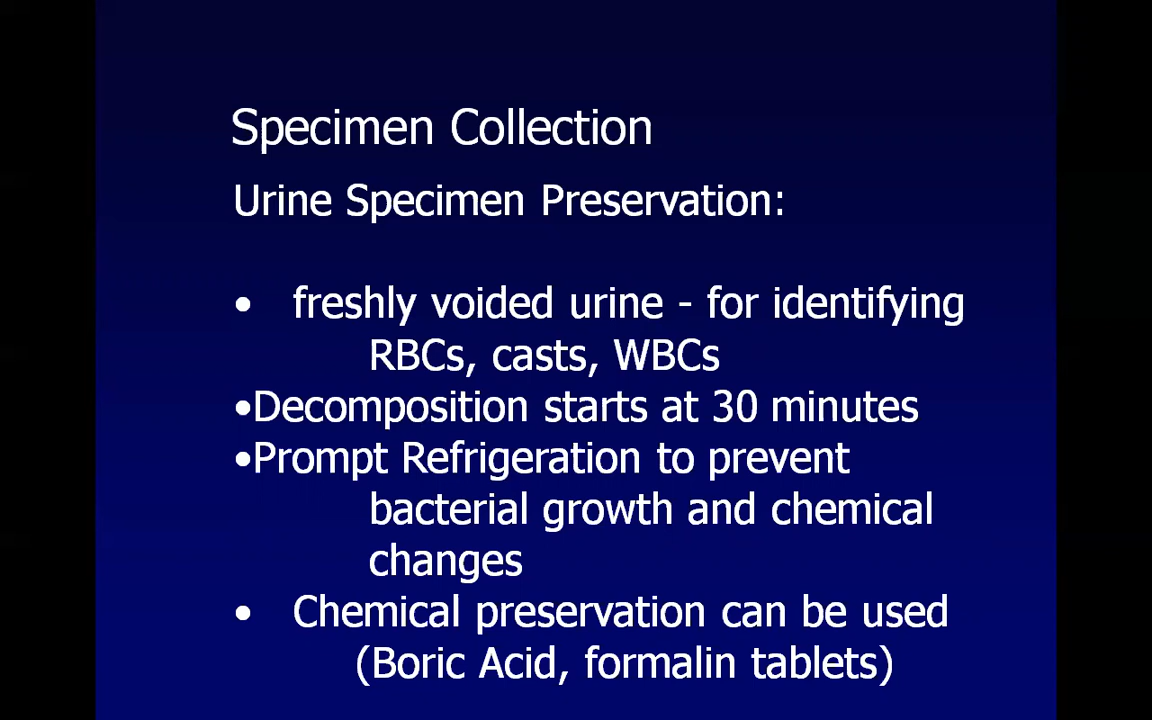 Specimen Collection
Urine Specimen Preservation:
• freshly voided urine - for identifying
RBCs, casts, WBCs
•Decomposition starts at 30 minutes
•Prompt Refrigeration to prevent
bacterial growth and chemical
changes
• Chemical preservation can be used
(Boric Acid, formalin tablets)